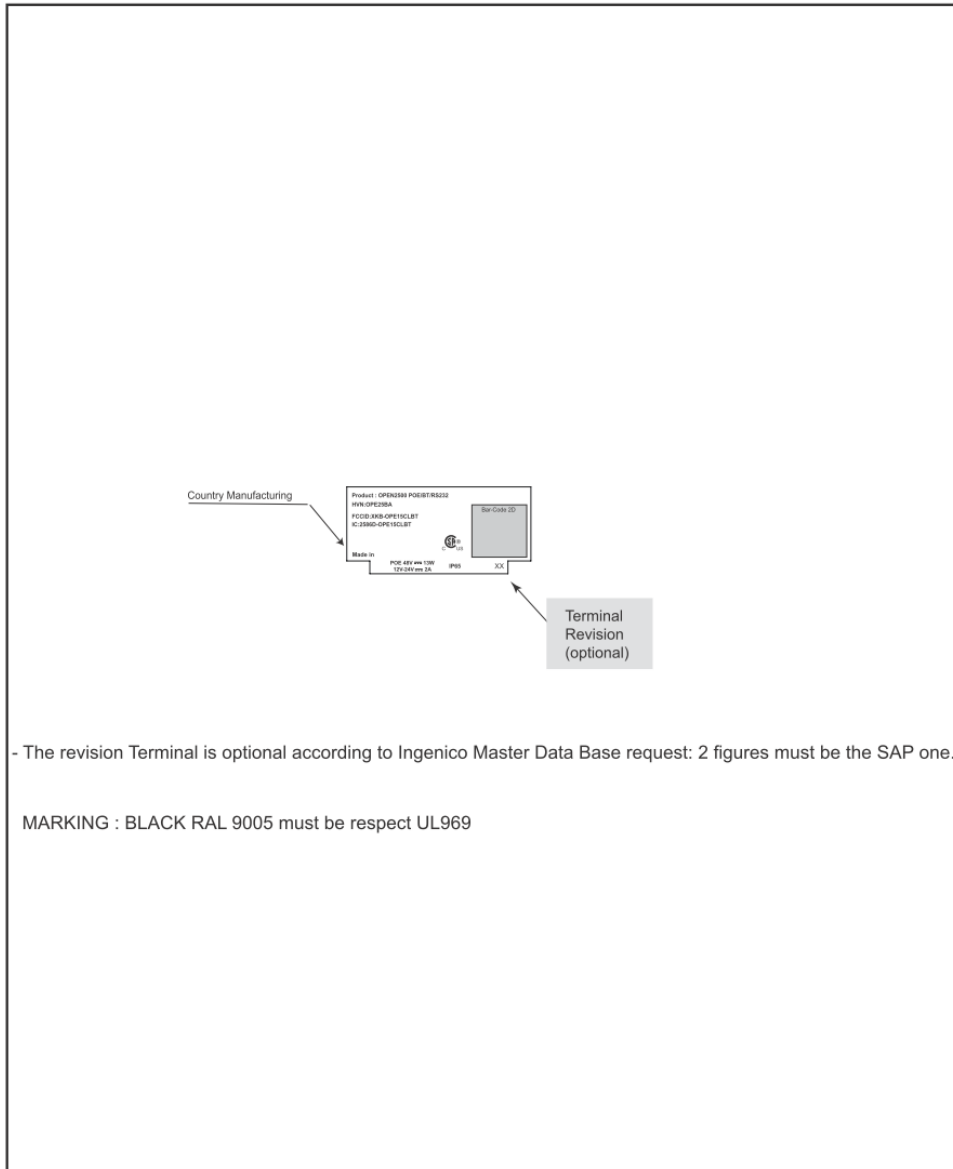 Country Manufacturing
Product : OPEN2500 POE/BT/RS232
HVN:OPE25BA
FCCID:XKB-OPE15CLBT
IC:2586D-OPE15CLBT
Bar-Code 2D
C US
Made in
POE 48V 13W
12V-24V 2A
IP65
XX
Terminal
Revision
(optional)
- The revision Terminal is optional according to Ingenico Master Data Base request: 2 figures must be the SAP one.
MARKING : BLACK RAL 9005 must be respect UL969